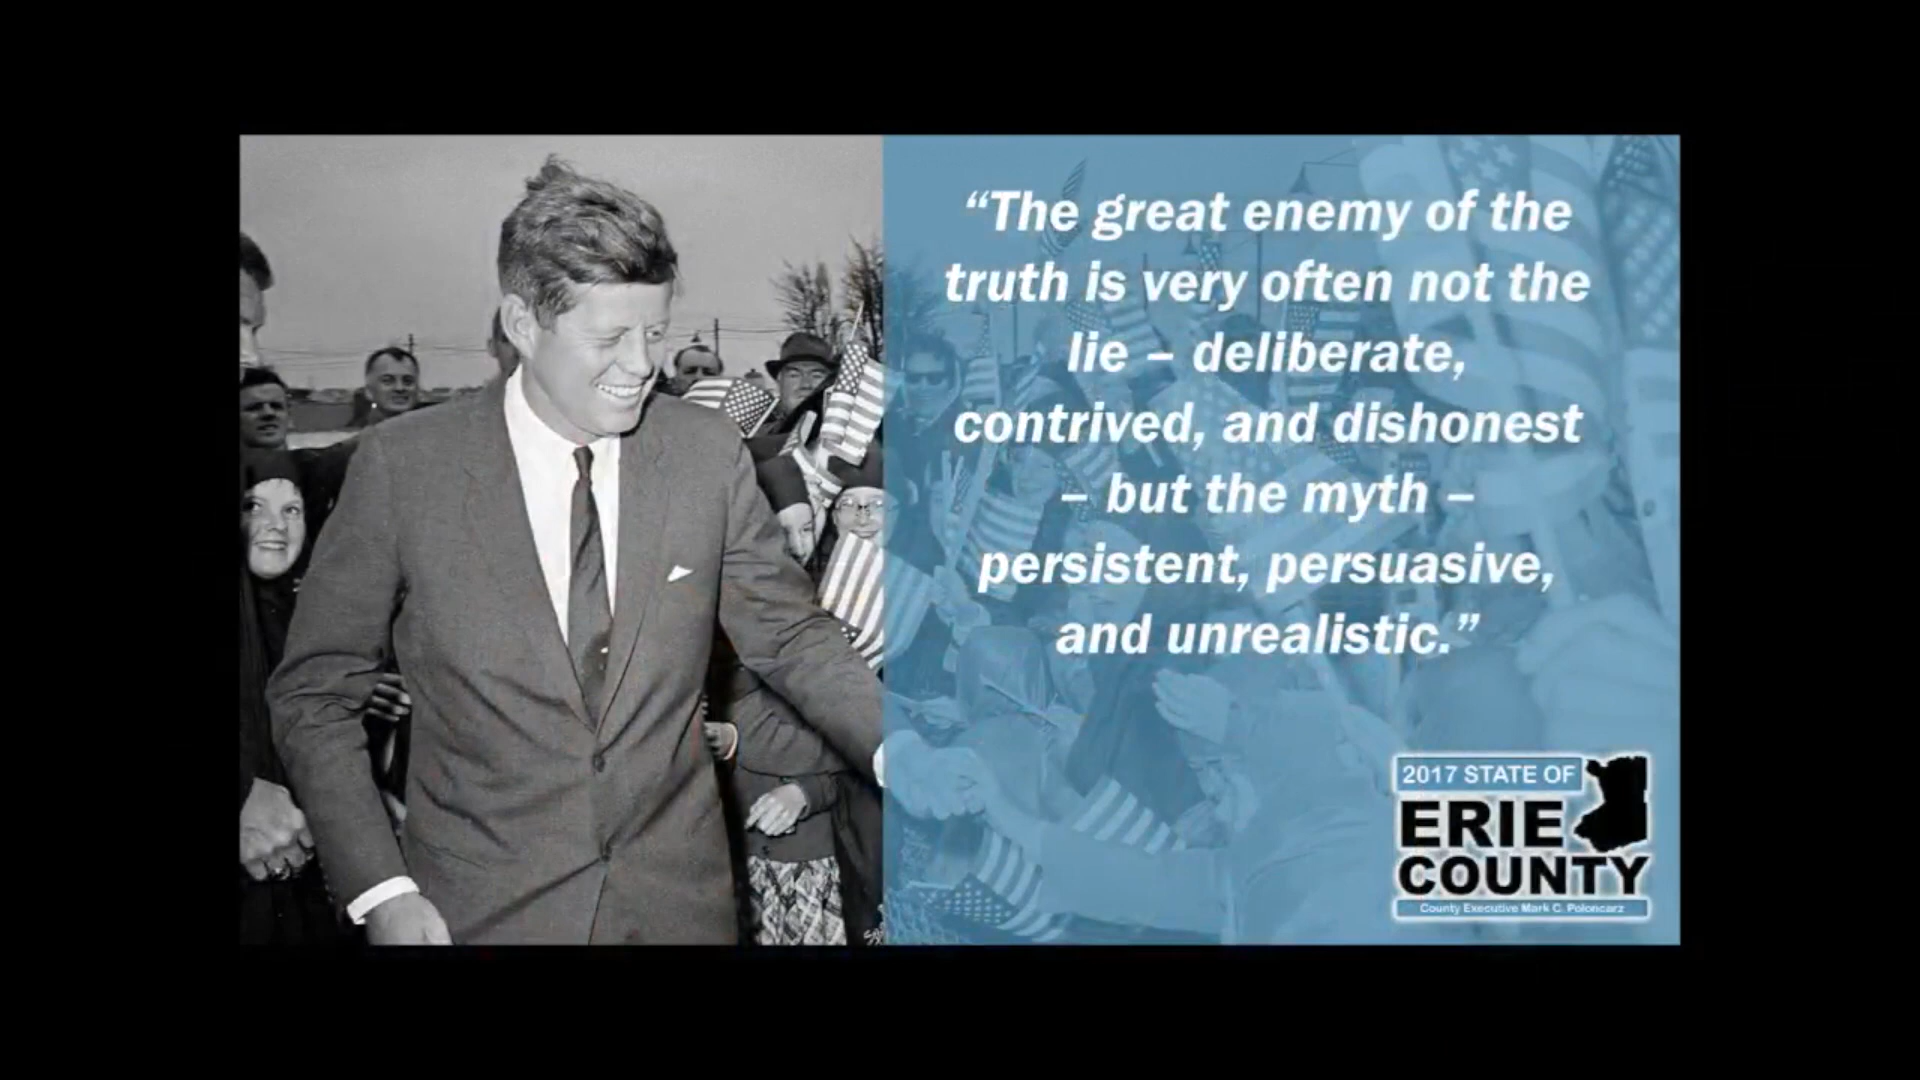 “The great enemy of the
truth is very often not the
lie – deliberate,
contrived, and dishonest
– but the myth –
persistent, persuasive,
and unrealistic.”
2017 STATE OF
ERIE
COUNTY
County Executive Mark C. Poloncarz